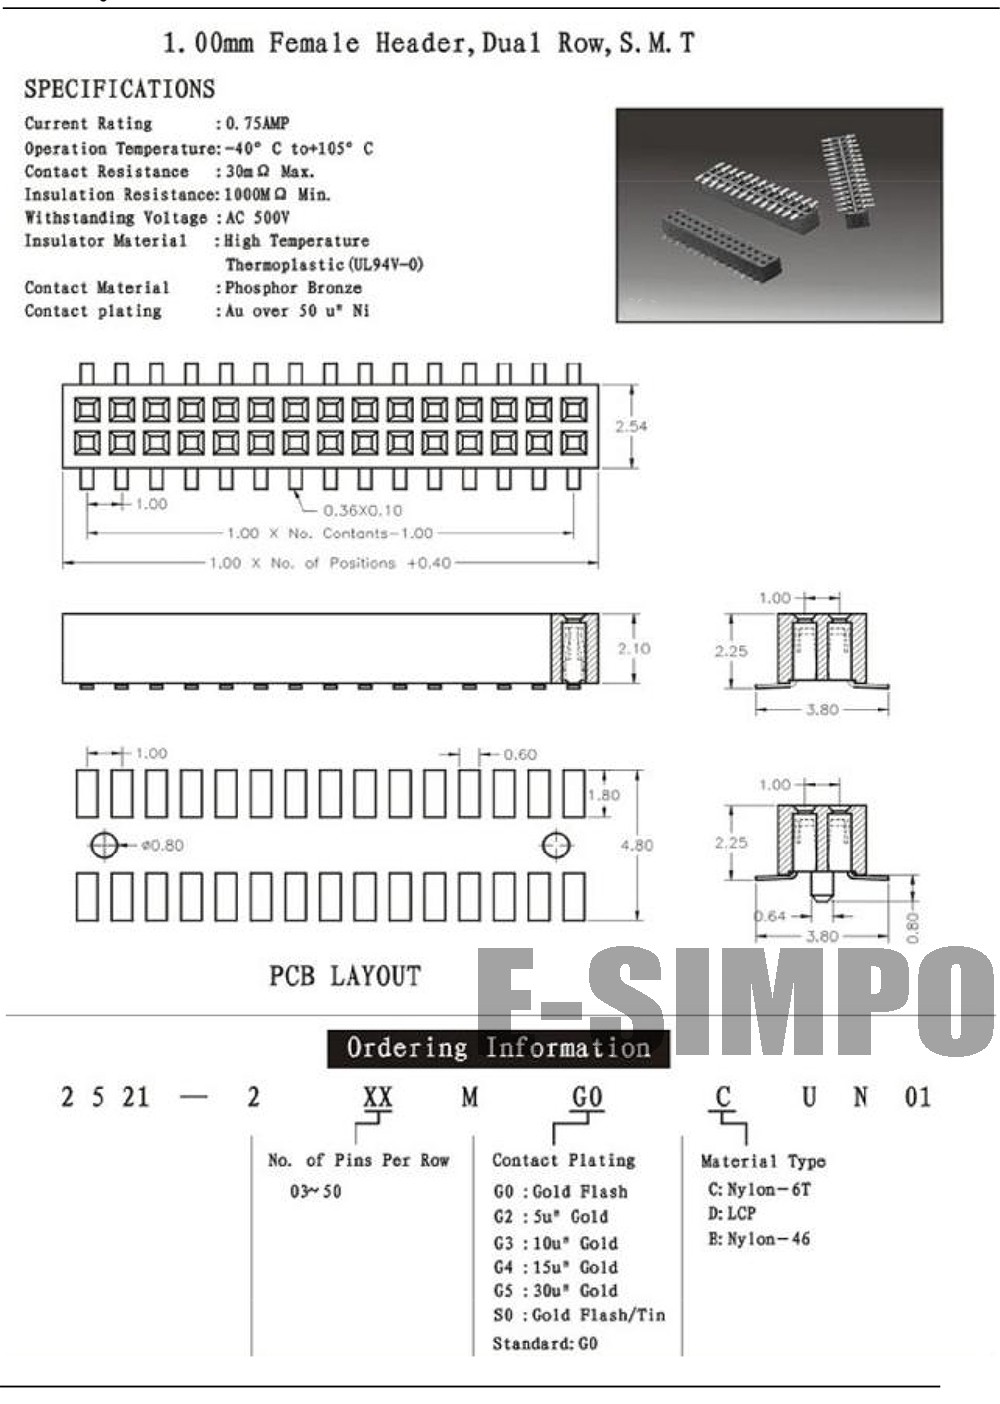 1.00mm Female Header, Dual Row, S.M.T
SPECIFICATIONS
Current Rating :0.75AMP
Operation Temperature:-40° C to+105° C
Contact Resistance :30mΩ Max.
Insulation Resistance:1000MΩ Min.
Withstanding Voltage :AC 500V
Insulator Material :High Temperature
Thermoplastic(UL94V-0)
Contact Material :Phosphor Bronze
Contact plating :Au over 50 u" Ni
2.54
1.00
0.36X0.10
1.00 X No. Contants-1.00
1.00 X No. of Positions +0.40
2.10
1.00
2.25
3.80
1.00
0.60
1.80
ø0.80
4.80
1.00
2.25
0.64
3.80
0.80
PCB LAYOUT
E-SIMPO
Ordering Information
2 5 21 — 2 XX M G0 C U N 01
No. of Pins Per Row
03~50
Contact Plating
G0 :Gold Flash
G2 :5u" Gold
G3 :10u" Gold
G4 :15u" Gold
G5 :30u" Gold
S0 :Gold Flash/Tin
Standard:G0
Material Type
C:Nylon-6T
D:LCP
B:Nylon-46